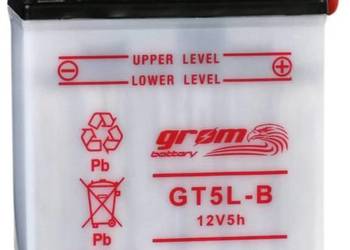 UPPER LEVEL
LOWER LEVEL
grom
battery
Pb
Pb
GT5L-B
12V5h